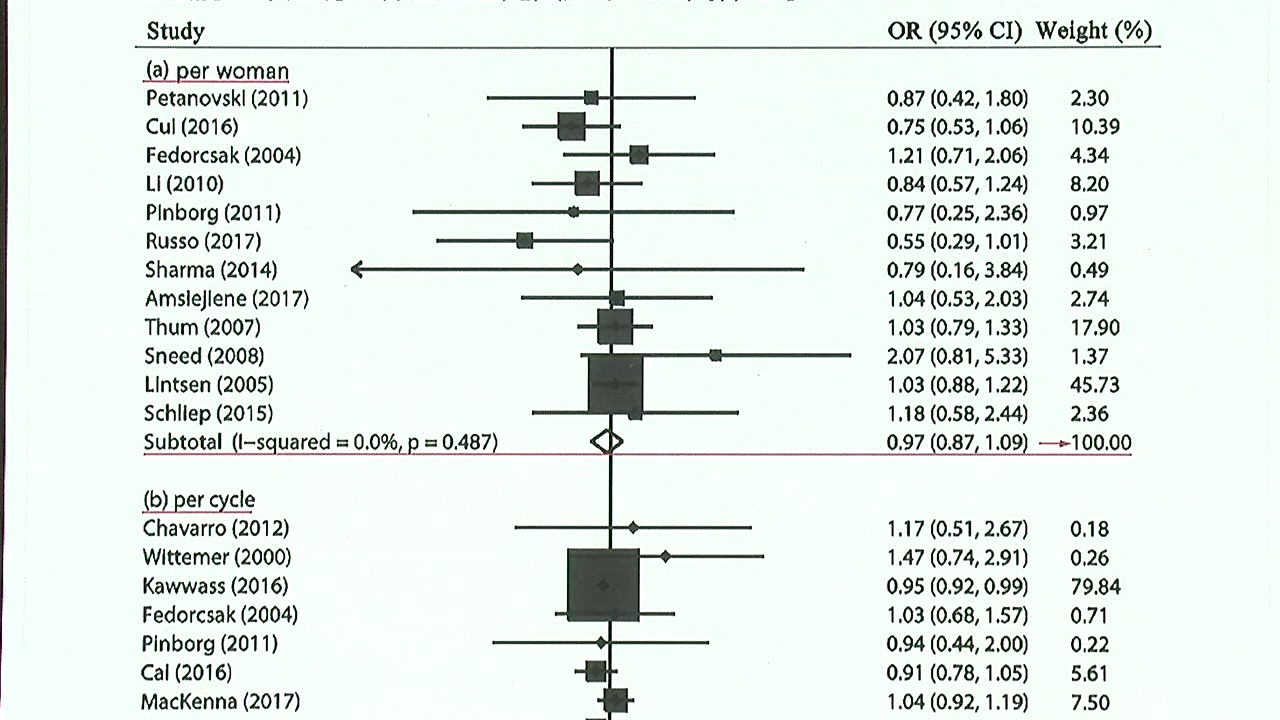 Study OR (95% CI) Weight (%)
(a) per woman
Petanovskl (2011) 0.87 (0.42, 1.80) 2.30
Cul (2016) 0.75 (0.53, 1.06) 10.39
Fedorcsak (2004) 1.21 (0.71, 2.06) 4.34
Ll (2010) 0.84 (0.57, 1.24) 8.20
Plnborg (2011) 0.77 (0.25, 2.36) 0.97
Russo (2017) 0.55 (0.29, 1.01) 3.21
Sharma (2014) 0.79 (0.16, 3.84) 0.49
Amslejlene (2017) 1.04 (0.53, 2.03) 2.74
Thum (2007) 1.03 (0.79, 1.33) 17.90
Sneed (2008) 2.07 (0.81, 5.33) 1.37
Lintsen (2005) 1.03 (0.88, 1.22) 45.73
Schliep (2015) 1.18 (0.58, 2.44) 2.36
Subtotal (I–squared = 0.0%, p = 0.487) 0.97 (0.87, 1.09) 100.00
(b) per cycle
Chavarro (2012) 1.17 (0.51, 2.67) 0.18
Wittemer (2000) 1.47 (0.74, 2.91) 0.26
Kawwass (2016) 0.95 (0.92, 0.99) 79.84
Fedorcsak (2004) 1.03 (0.68, 1.57) 0.71
Pinborg (2011) 0.94 (0.44, 2.00) 0.22
Cal (2016) 0.91 (0.78, 1.05) 5.61
MacKenna (2017) 1.04 (0.92, 1.19) 7.50